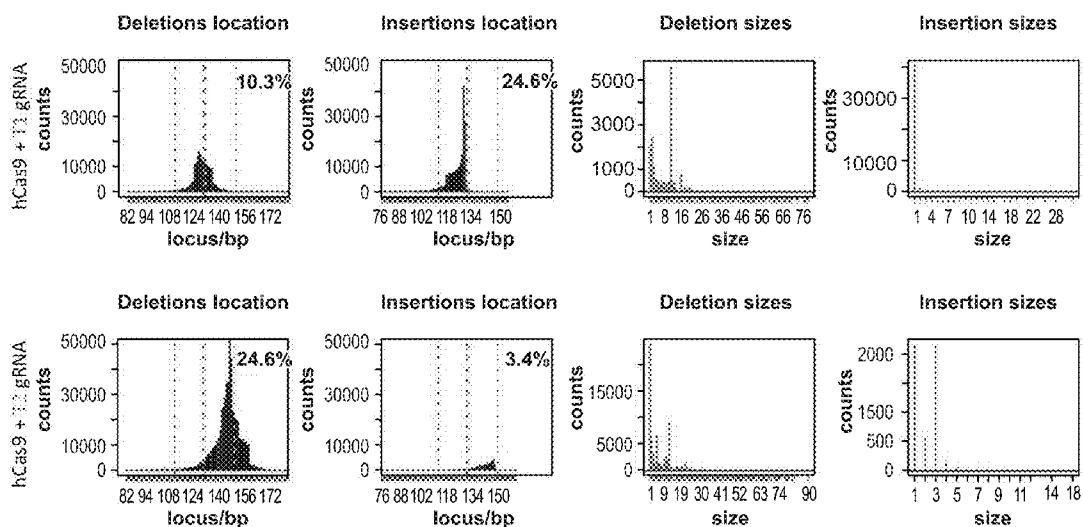 Deletions location
Insertions location
Deletion sizes
Insertion sizes
hCas9 + T1 gRNA
counts
50000
30000
10000
0
10.3%
82 94 108 124 140 156 172
locus/bp
counts
50000
30000
10000
0
24.6%
76 88 102 118 134 150
locus/bp
counts
5000
3000
1000
0
1 8 16 26 36 46 56 66 76
size
counts
30000
10000
0
1 4 7 10 14 18 22 28
size
Deletions location
Insertions location
Deletion sizes
Insertion sizes
hCas9 + T2 gRNA
counts
50000
30000
10000
0
24.6%
82 94 108 124 140 156 172
locus/bp
counts
50000
30000
10000
0
3.4%
76 88 102 118 134 150
locus/bp
counts
15000
5000
0
1 9 19 30 41 52 63 74 90
size
counts
2000
1500
500
0
1 3 5 7 9 11 14 16 18
size